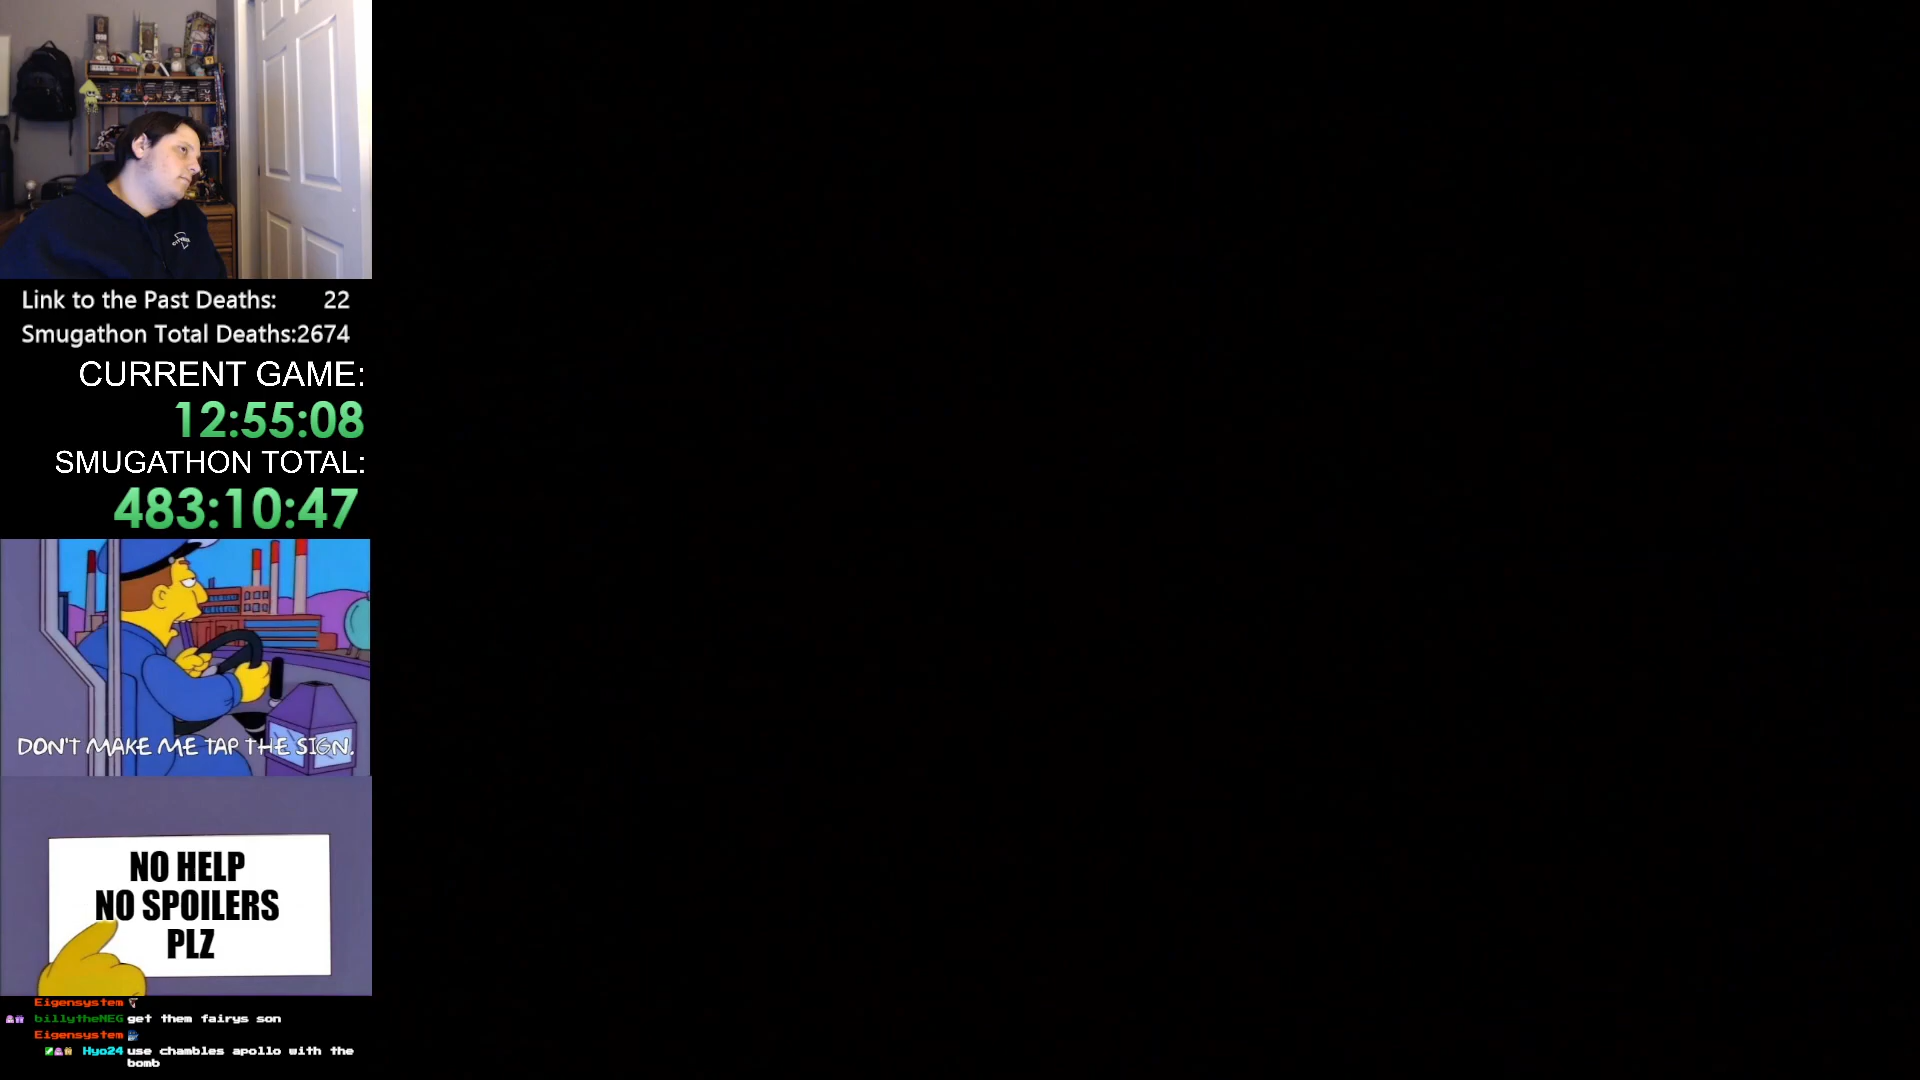 Link to the Past Deaths: 22
Smugathon Total Deaths:2674
CURRENT GAME:
12:55:08
SMUGATHON TOTAL:
483:10:47
DON'T MAKE ME TAP THE SIGN.
NO HELP
NO SPOILERS
PLZ
Eigensystem
billytheNEG get them fairys son
Eigensystem
Hyo24 use chambles apollo with the
bomb